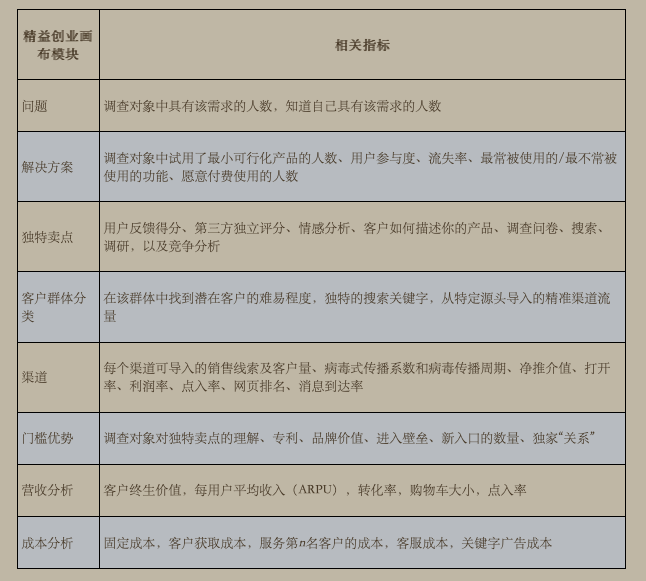 精益创业画
布模块
相关指标
问题
调查对象中具有该需求的人数，知道自己具有该需求的人数
解决方案
调查对象中试用了最小可行化产品的人数、用户参与度、流失率、最常被使用的/最不常被
使用的功能、愿意付费使用的人数
独特卖点
用户反馈得分、第三方独立评分、情感分析、客户如何描述你的产品、调查问卷、搜索、
调研，以及竞争分析
客户群体分
类
在该群体中找到潜在客户的难易程度，独特的搜索关键字，从特定源头导入的精准渠道流
量
渠道
每个渠道可导入的销售线索及客户量、病毒式传播系数和病毒传播周期、净推介值、打开
率、利润率、点入率、网页排名、消息到达率
门槛优势
调查对象对独特卖点的理解、专利、品牌价值、进入壁垒、新入口的数量、独家“关系”
营收分析
客户终生价值，每用户平均收入（ARPU），转化率，购物车大小，点入率
成本分析
固定成本，客户获取成本，服务第n名客户的成本，客服成本，关键字广告成本